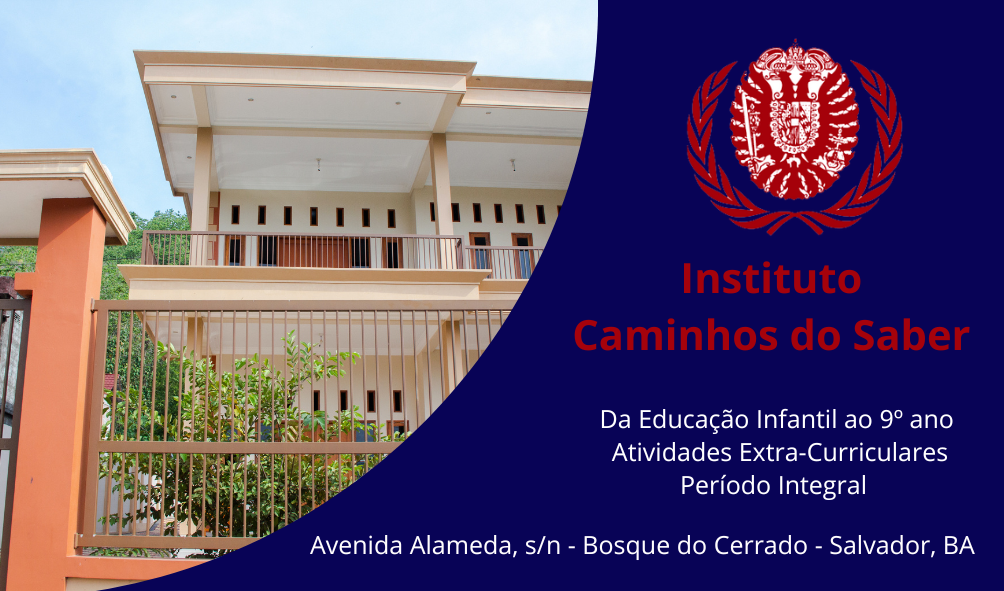 Instituto
Caminhos do Saber
Da Educação Infantil ao 9º ano
Atividades Extra-Curriculares
Período Integral
Avenida Alameda, s/n - Bosque do Cerrado - Salvador, BA